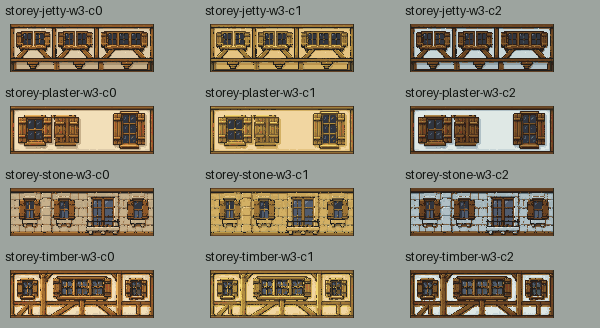 storey-jetty-w3-c0 storey-jetty-w3-c1 storey-jetty-w3-c2
storey-plaster-w3-c0 storey-plaster-w3-c1 storey-plaster-w3-c2
storey-stone-w3-c0 storey-stone-w3-c1 storey-stone-w3-c2
storey-timber-w3-c0 storey-timber-w3-c1 storey-timber-w3-c2